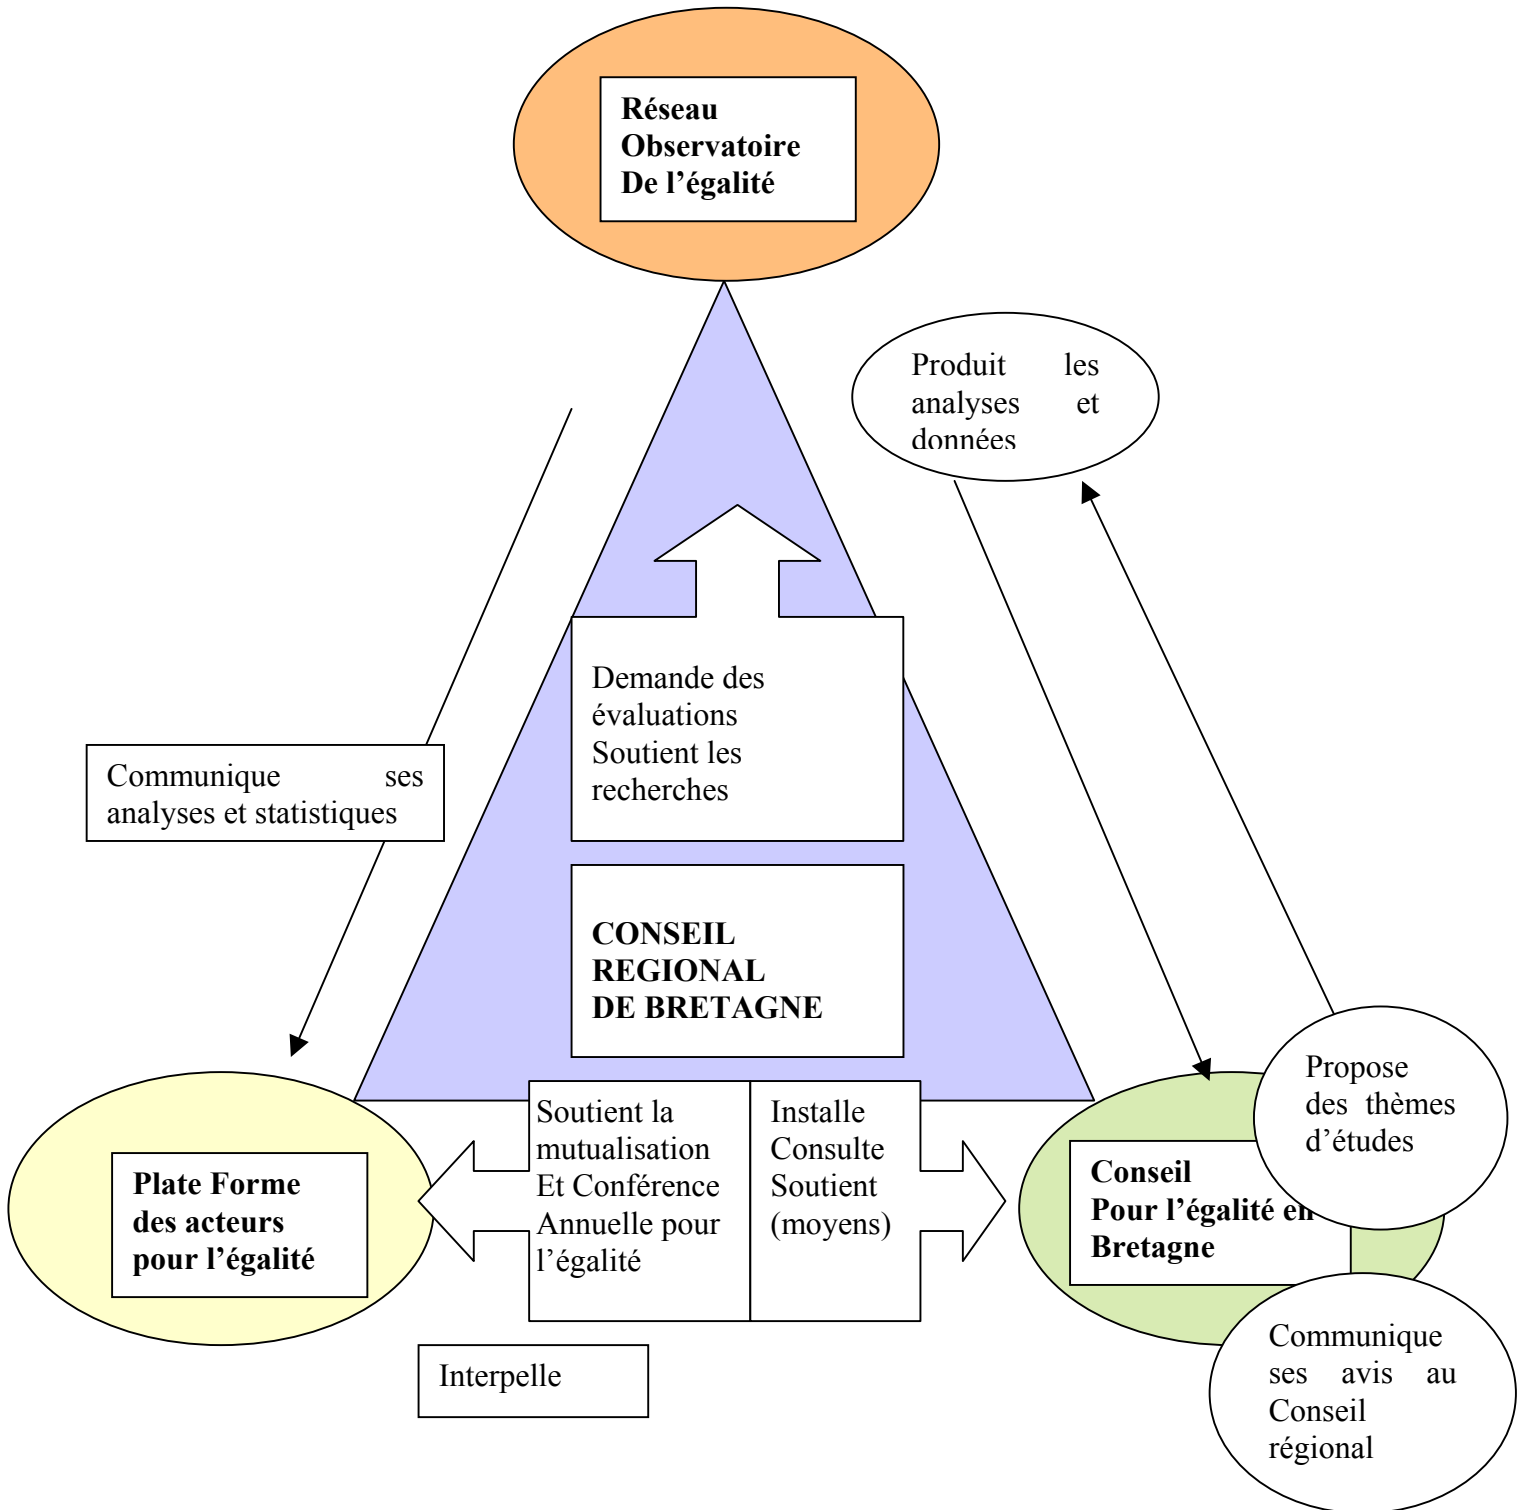 Réseau
Observatoire
De l’égalité
Produit les
analyses et
données
Demande des
évaluations
Soutient les
recherches
Communique ses
analyses et statistiques
CONSEIL
REGIONAL
DE BRETAGNE
Soutient la
mutualisation
Et Conférence
Annuelle pour
l’égalité
Installe
Consulte
Soutient
(moyens)
Propose
des thèmes
d’études
Plate Forme
des acteurs
pour l’égalité
Conseil
Pour l’égalité en
Bretagne
Interpelle
Communique
ses avis au
Conseil
régional